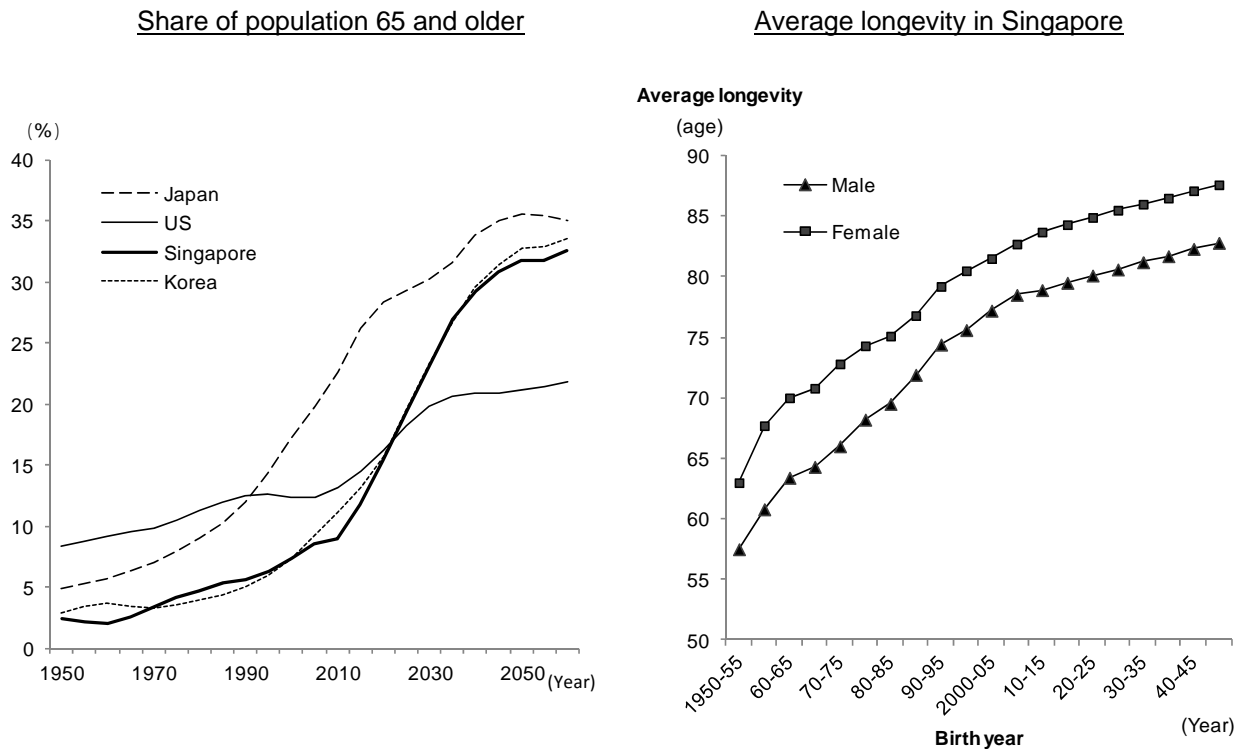 Share of population 65 and older
(%)
40
35
30
25
20
15
10
5
0
Japan
US
Singapore
Korea
1950 1970 1990 2010 2030 2050 (Year)
Average longevity in Singapore
Average longevity
(age)
90
85
80
75
70
65
60
55
50
Male
Female
1950-55 60-65 70-75 80-85 90-95 2000-05 10-15 20-25 30-35 40-45
(Year)
Birth year